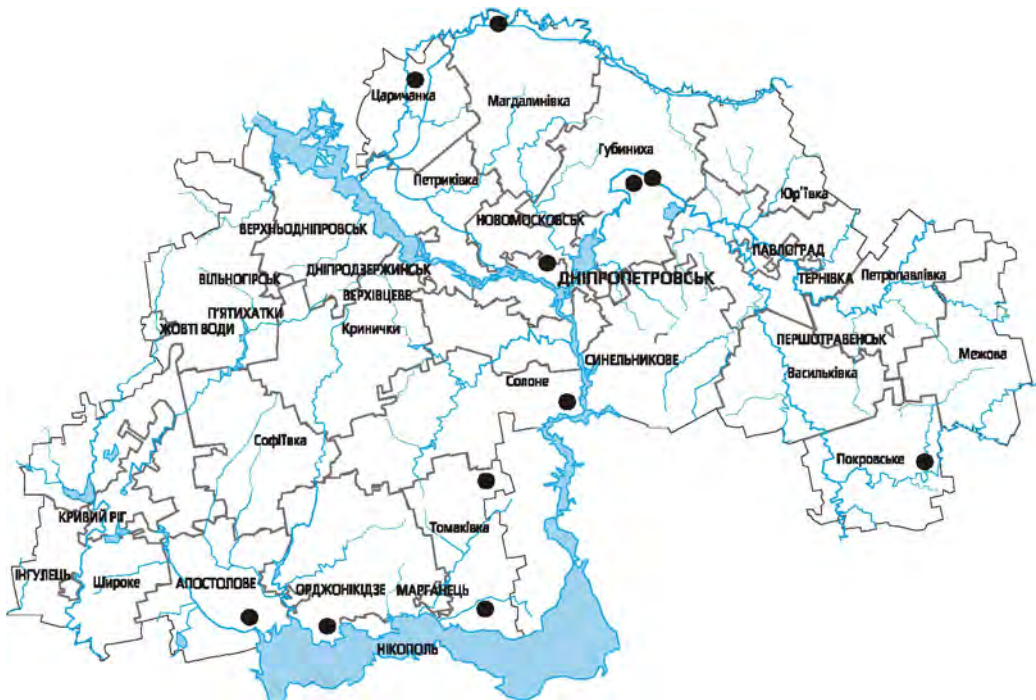 Царичанка
Магдалинівка
Губиниха
Петриківка
Юр'ївка
НОВОМОСКОВСЬК
ВЕРХНЬОДНІПРОВСЬК
ПАВЛОГРАД
ДНІПРОДЗЕРЖИНСЬК
ДНІПРОПЕТРОВСЬК
ТЕРНІВКА
Петропавлівка
ВІЛЬНОГІРСЬК
ВЕРХІВЦЕВЕ
П'ЯТИХАТКИ
ЖОВТІ ВОДИ
Кринички
ПЕРШОТРАВЕНСЬК
СИНЕЛЬНИКОВЕ
Межова
Солоне
Васильківка
Софіївка
Покровське
КРИВИЙ РІГ
Томаківка
ІНГУЛЕЦЬ
Широке
АПОСТОЛОВЕ
ОРДЖОНІКІДЗЕ
МАРГАНЕЦЬ
НІКОПОЛЬ